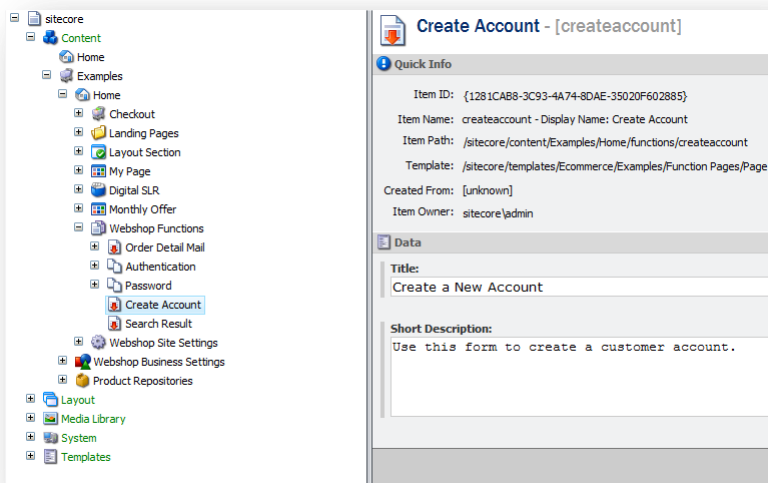 sitecore
Content
Home
Examples
Home
Checkout
Landing Pages
Layout Section
My Page
Digital SLR
Monthly Offer
Webshop Functions
Order Detail Mail
Authentication
Password
Create Account
Search Result
Webshop Site Settings
Webshop Business Settings
Product Repositories
Layout
Media Library
System
Templates
Create Account - [createaccount]
Quick Info
Item ID: {1281CAB8-3C93-4A74-8DAE-35020F602885}
Item Name: createaccount - Display Name: Create Account
Item Path: /sitecore/content/Examples/Home/functions/createaccount
Template: /sitecore/templates/Ecommerce/Examples/Function Pages/Page
Created From: [unknown]
Item Owner: sitecore\admin
Data
Title:
Create a New Account
Short Description:
Use this form to create a customer account.